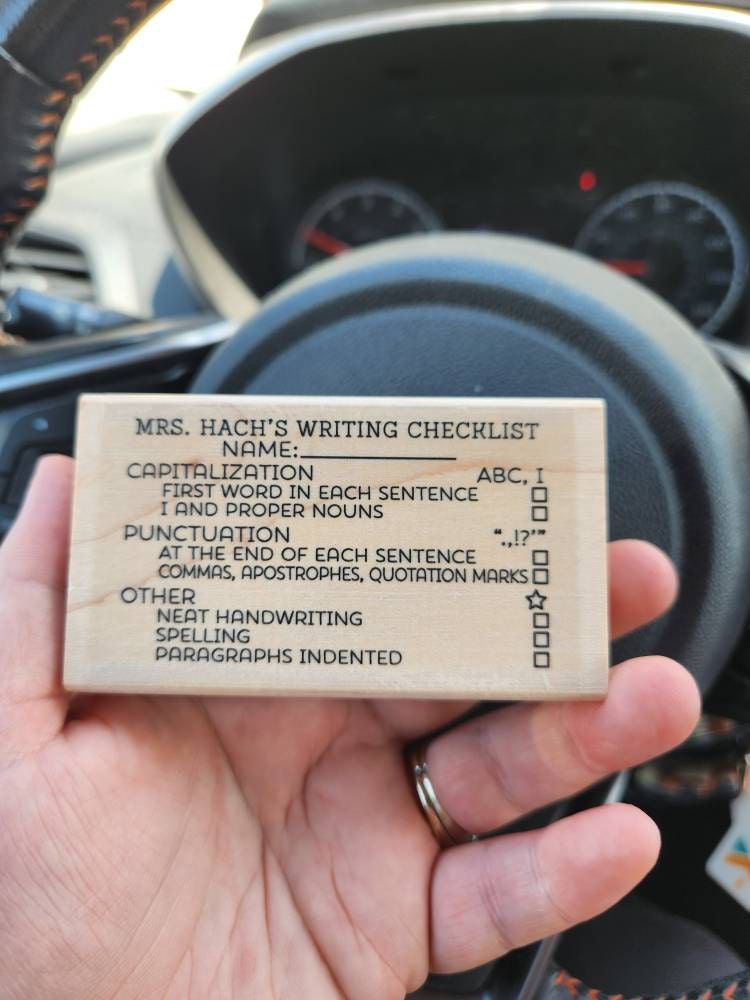 MRS. HACH'S WRITING CHECKLIST
NAME:_______________
CAPITALIZATION ABC, I
FIRST WORD IN EACH SENTENCE □
I AND PROPER NOUNS □
PUNCTUATION “.,!?’”
AT THE END OF EACH SENTENCE □
COMMAS, APOSTROPHES, QUOTATION MARKS □
OTHER ☆
NEAT HANDWRITING □
SPELLING □
PARAGRAPHS INDENTED □